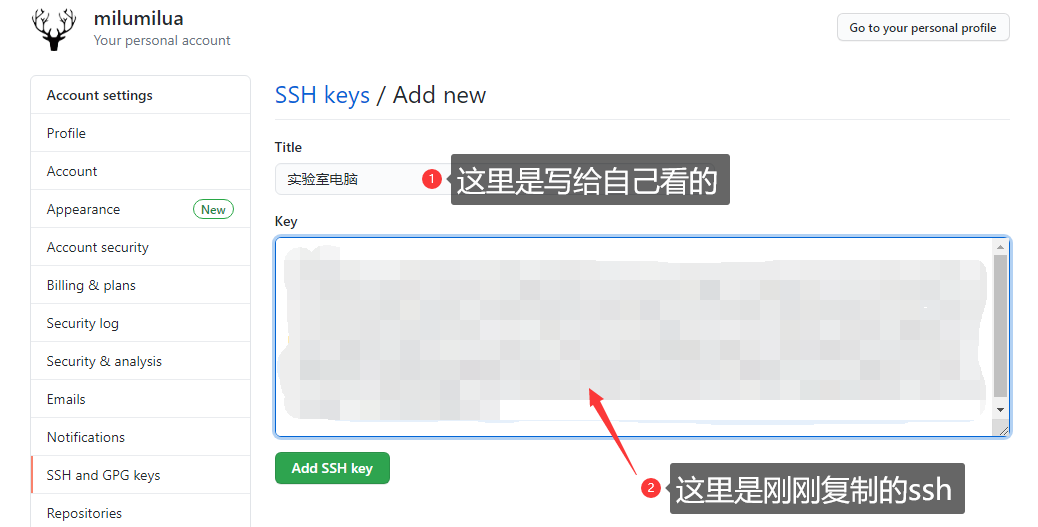 milumilua
Your personal account
Go to your personal profile
Account settings
Profile
Account
Appearance New
Account security
Billing & plans
Security log
Security & analysis
Emails
Notifications
SSH and GPG keys
Repositories
SSH keys / Add new
Title
实验室电脑
1 这里是写给自己看的
Key
Add SSH key
2 这里是刚刚复制的ssh